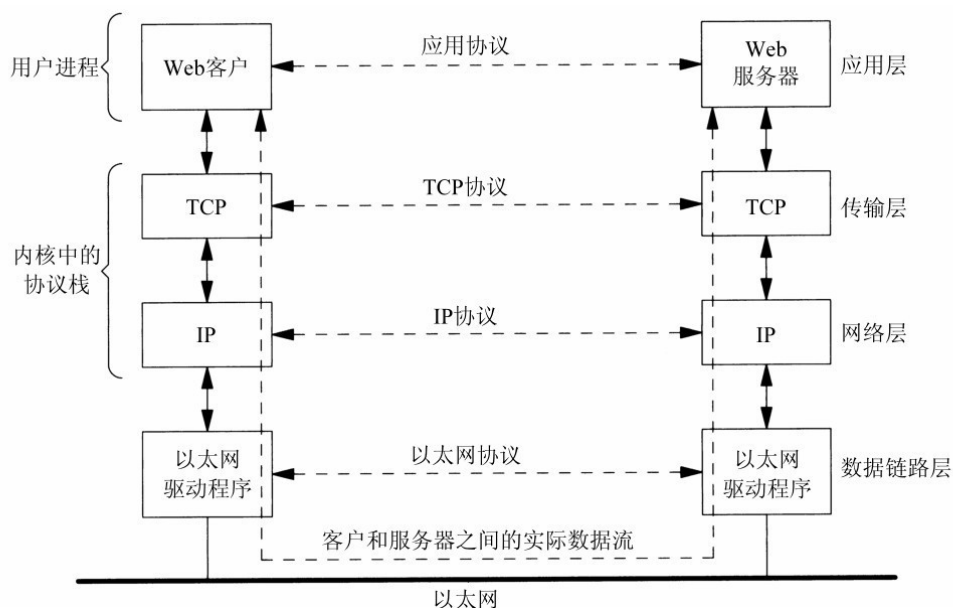 应用协议
用户进程
Web客户
Web
服务器
应用层
TCP协议
TCP
TCP
传输层
内核中的
协议栈
IP协议
IP
IP
网络层
以太网协议
以太网
驱动程序
以太网
驱动程序
数据链路层
客户和服务器之间的实际数据流
以太网